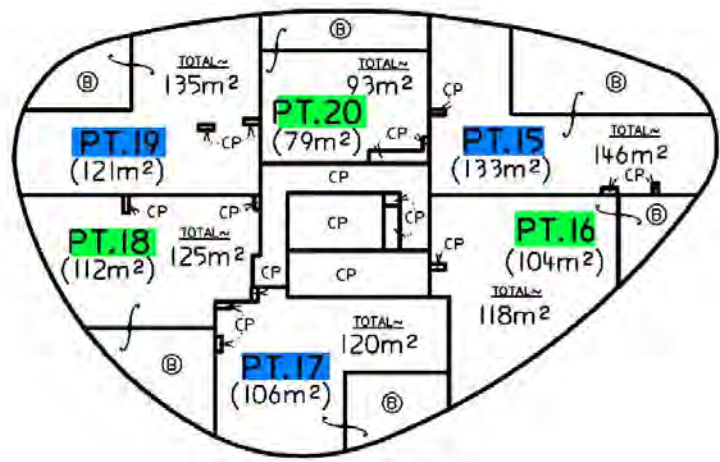 Ⓑ
Ⓑ
Ⓑ
TOTAL~
135m²
TOTAL~
93m²
CP
PT.20
(79m²)
PT.19
(121m²)
CP
CP
PT.15
(133m²)
TOTAL~
146m²
CP
CP
CP
CP
PT.18
(112m²)
TOTAL~
125m²
CP
CP
PT.16
(104m²)
Ⓑ
CP
CP
CP
CP
TOTAL~
118m²
CP
TOTAL~
120m²
Ⓑ
PT.17
(106m²)
Ⓑ